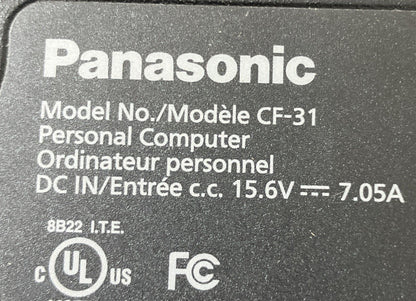 Panasonic
Model No./Modèle CF-31
Personal Computer
Ordinateur personnel
DC IN/Entrée c.c. 15.6V ⎓ 7.05A
8B22 I.T.E.
c UL US FC